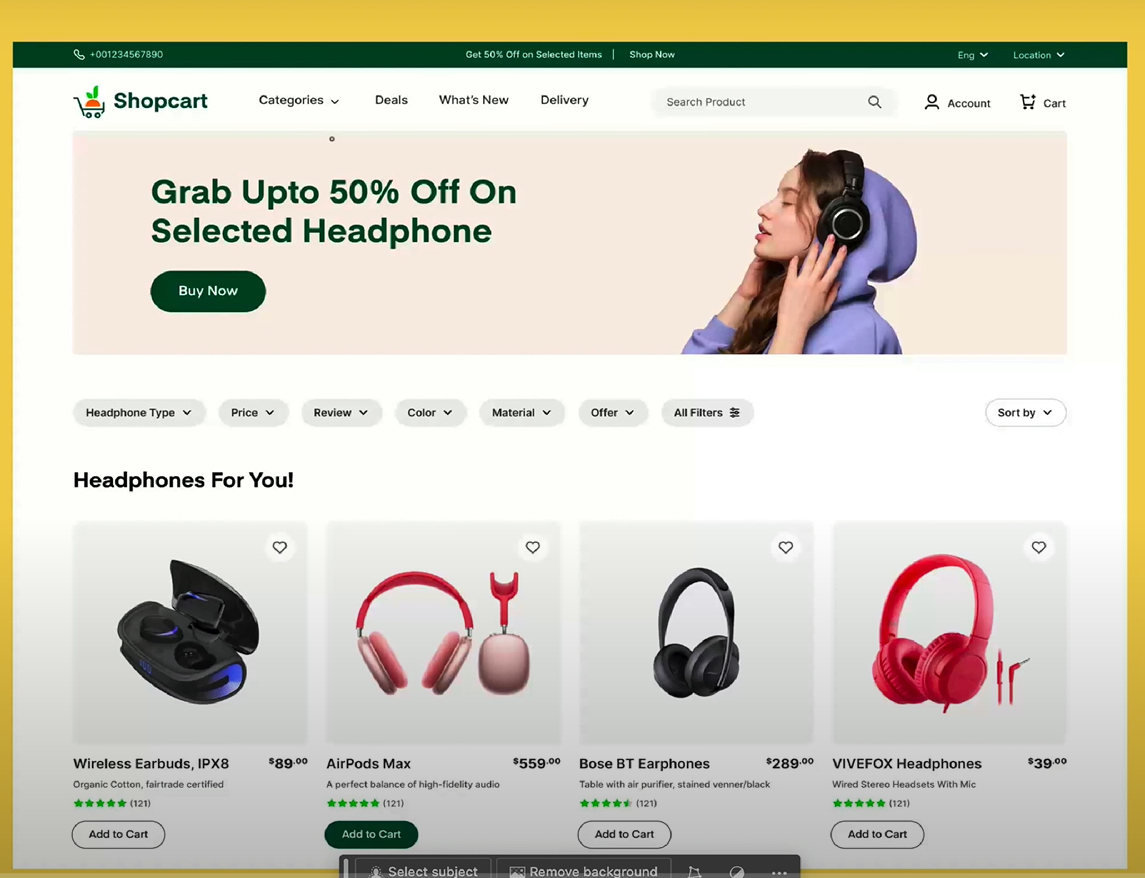 +001234567890
Get 50% Off on Selected Items | Shop Now
Eng
Location
Shopcart
Categories
Deals
What's New
Delivery
Search Product
Account
Cart
Grab Upto 50% Off On
Selected Headphone
Buy Now
Headphone Type
Price
Review
Color
Material
Offer
All Filters
Sort by
Headphones For You!
Wireless Earbuds, IPX8 $89.00
Organic Cotton, fairtrade certified
(121)
Add to Cart
AirPods Max $559.00
A perfect balance of high-fidelity audio
(121)
Add to Cart
Bose BT Earphones $289.00
Table with air purifier, stained venner/black
(121)
Add to Cart
VIVEFOX Headphones $39.00
Wired Stereo Headsets With Mic
(121)
Add to Cart
Select subject
Remove background